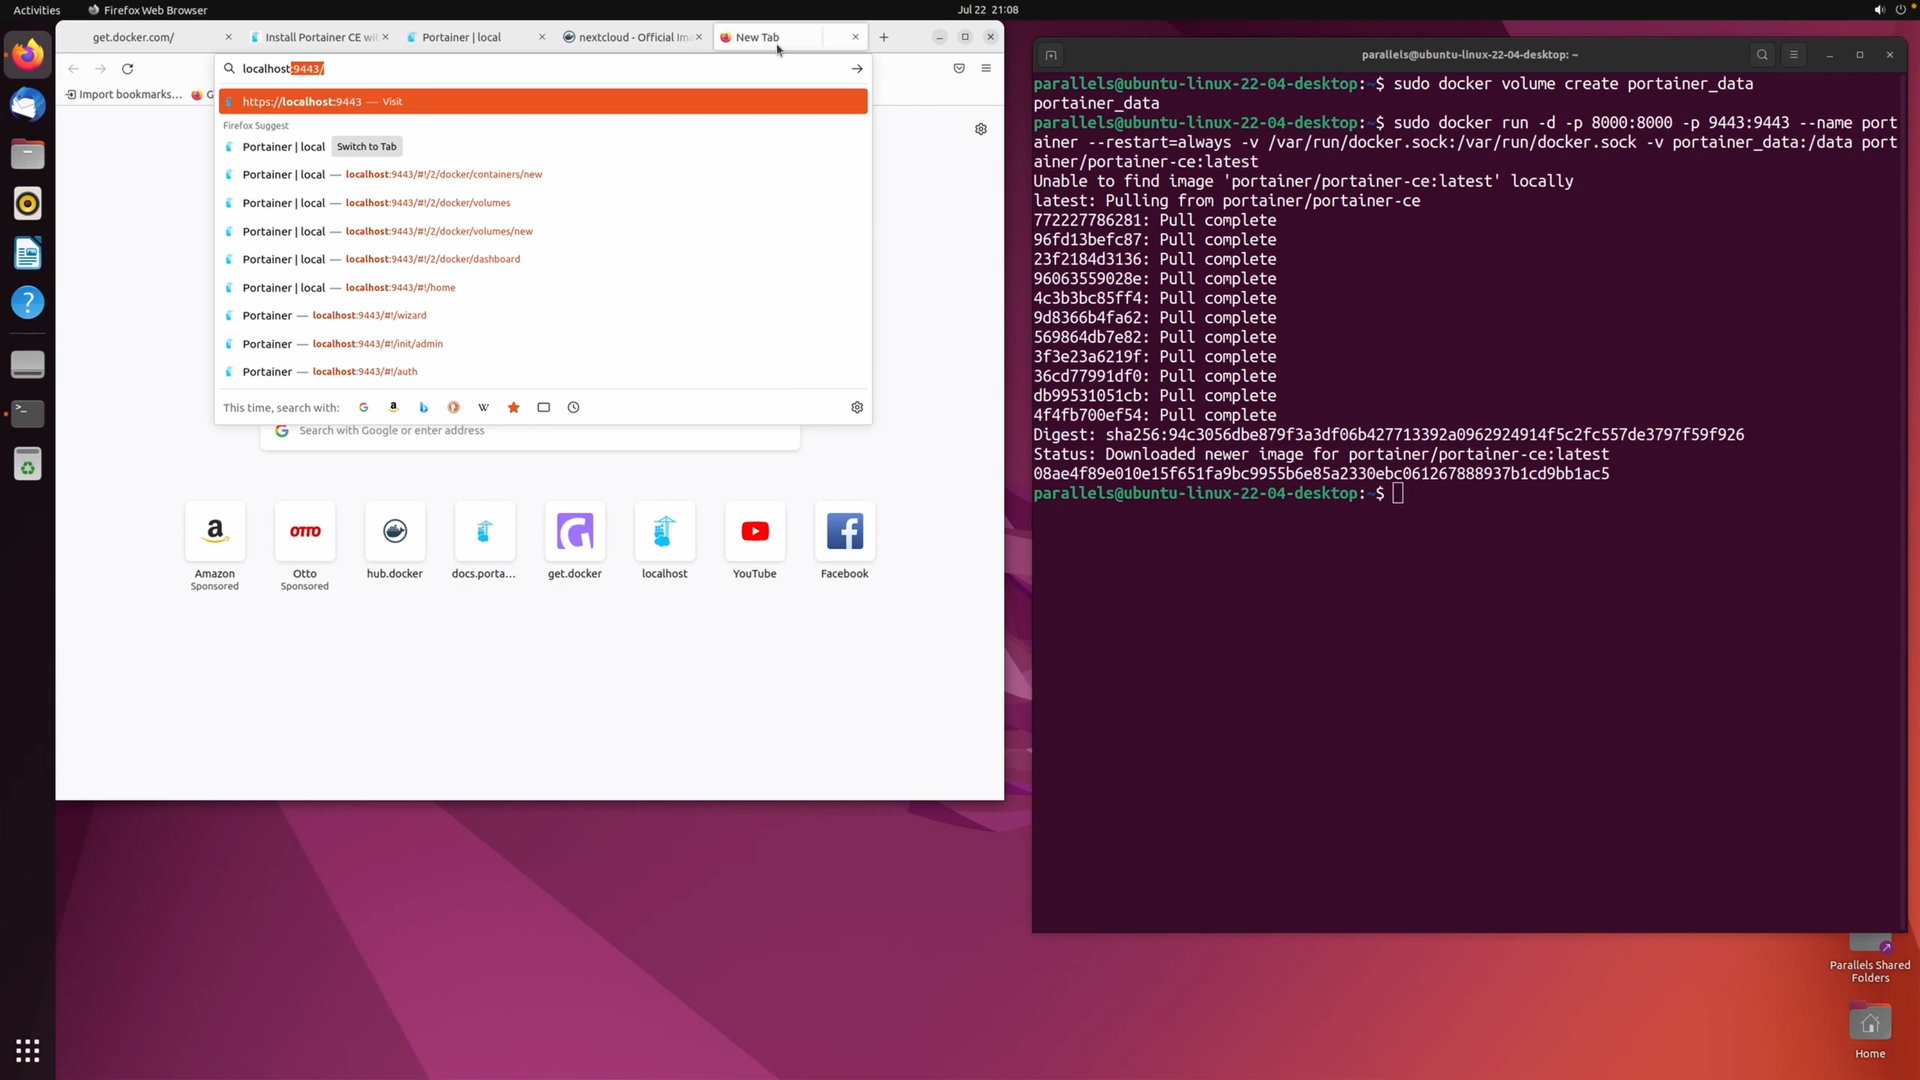 Activities
Firefox Web Browser
Jul 22 21:08
get.docker.com/
Install Portainer CE wi
Portainer | local
nextcloud - Official Im
New Tab
localhost:9443/
Import bookmarks...
https://localhost:9443 — Visit
Firefox Suggest
Portainer | local Switch to Tab
Portainer | local — localhost:9443/#!/2/docker/containers/new
Portainer | local — localhost:9443/#!/2/docker/volumes
Portainer | local — localhost:9443/#!/2/docker/volumes/new
Portainer | local — localhost:9443/#!/2/docker/dashboard
Portainer | local — localhost:9443/#!/home
Portainer — localhost:9443/#!/wizard
Portainer — localhost:9443/#!/init/admin
Portainer — localhost:9443/#!/auth
This time, search with:
Search with Google or enter address
otto
Amazon
Sponsored
Otto
Sponsored
hub.docker
docs.porta...
get.docker
localhost
YouTube
Facebook
parallels@ubuntu-linux-22-04-desktop: ~
parallels@ubuntu-linux-22-04-desktop:~$ sudo docker volume create portainer_data
portainer_data
parallels@ubuntu-linux-22-04-desktop:~$ sudo docker run -d -p 8000:8000 -p 9443:9443 --name port
ainer --restart=always -v /var/run/docker.sock:/var/run/docker.sock -v portainer_data:/data port
ainer/portainer-ce:latest
Unable to find image 'portainer/portainer-ce:latest' locally
latest: Pulling from portainer/portainer-ce
772227786281: Pull complete
96fd13befc87: Pull complete
23f2184d3136: Pull complete
96063559028e: Pull complete
4c3b3bc85ff4: Pull complete
9d8366b4fa62: Pull complete
569864db7e82: Pull complete
3f3e23a6219f: Pull complete
36cd77991df0: Pull complete
db99531051cb: Pull complete
4f4fb700ef54: Pull complete
Digest: sha256:94c3056dbe879f3a3df06b427713392a0962924914f5c2fc557de3797f59f926
Status: Downloaded newer image for portainer/portainer-ce:latest
08ae4f89e010e15f651fa9bc9955b6e85a2330ebc061267888937b1cd9bb1ac5
parallels@ubuntu-linux-22-04-desktop:~$
Parallels Shared
Folders
Home